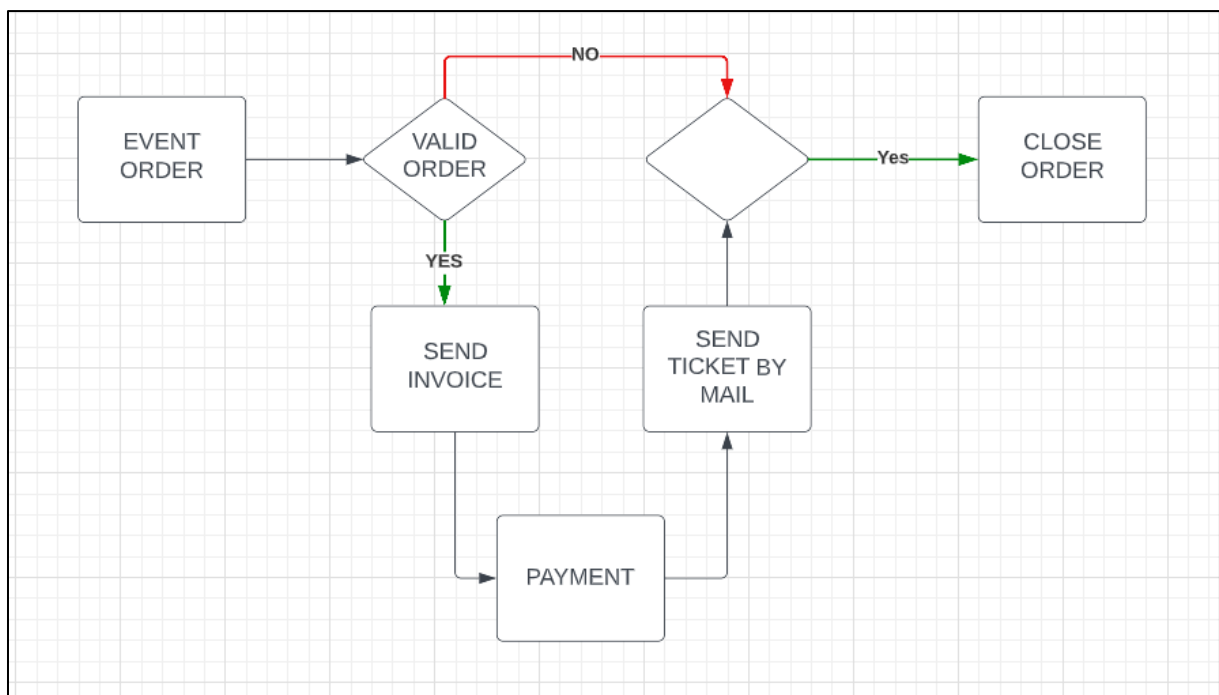 NO
EVENT
ORDER
VALID
ORDER
Yes
CLOSE
ORDER
YES
SEND
INVOICE
SEND
TICKET BY
MAIL
PAYMENT